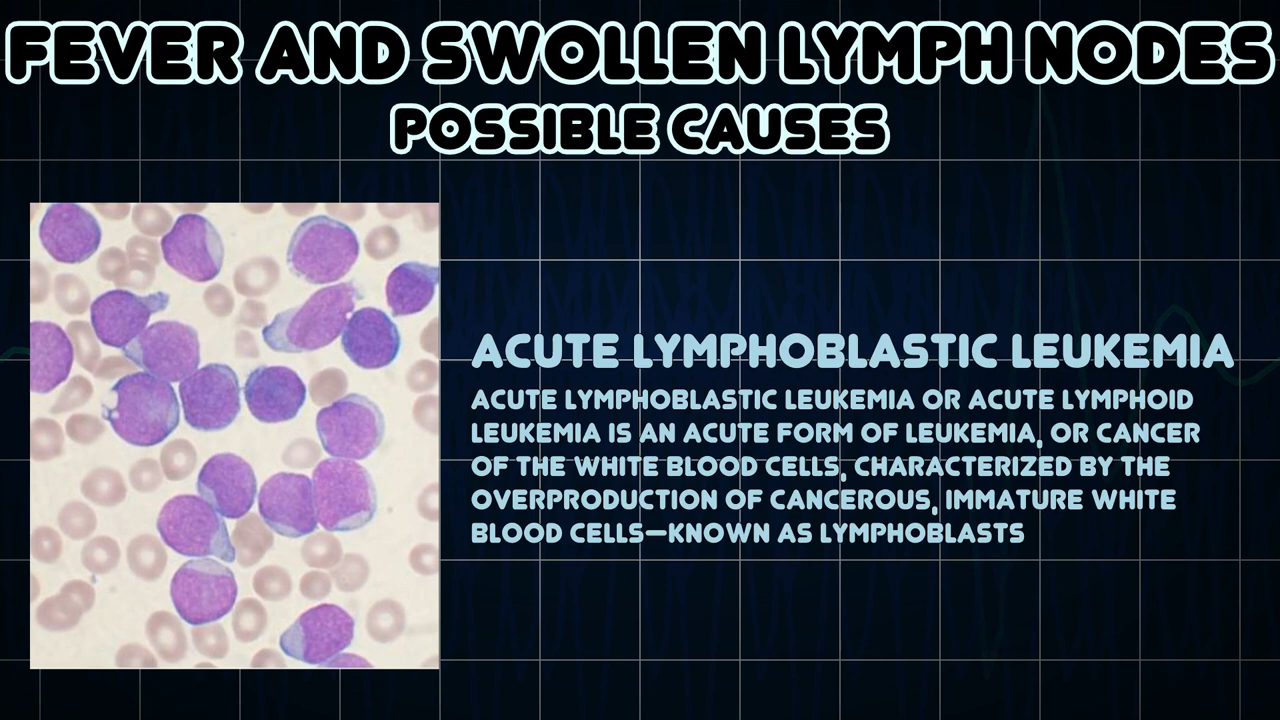 FEVER AND SWOLLEN LYMPH NODES
POSSIBLE CAUSES
ACUTE LYMPHOBLASTIC LEUKEMIA
ACUTE LYMPHOBLASTIC LEUKEMIA OR ACUTE LYMPHOID
LEUKEMIA IS AN ACUTE FORM OF LEUKEMIA, OR CANCER
OF THE WHITE BLOOD CELLS, CHARACTERIZED BY THE
OVERPRODUCTION OF CANCEROUS, IMMATURE WHITE
BLOOD CELLS—KNOWN AS LYMPHOBLASTS